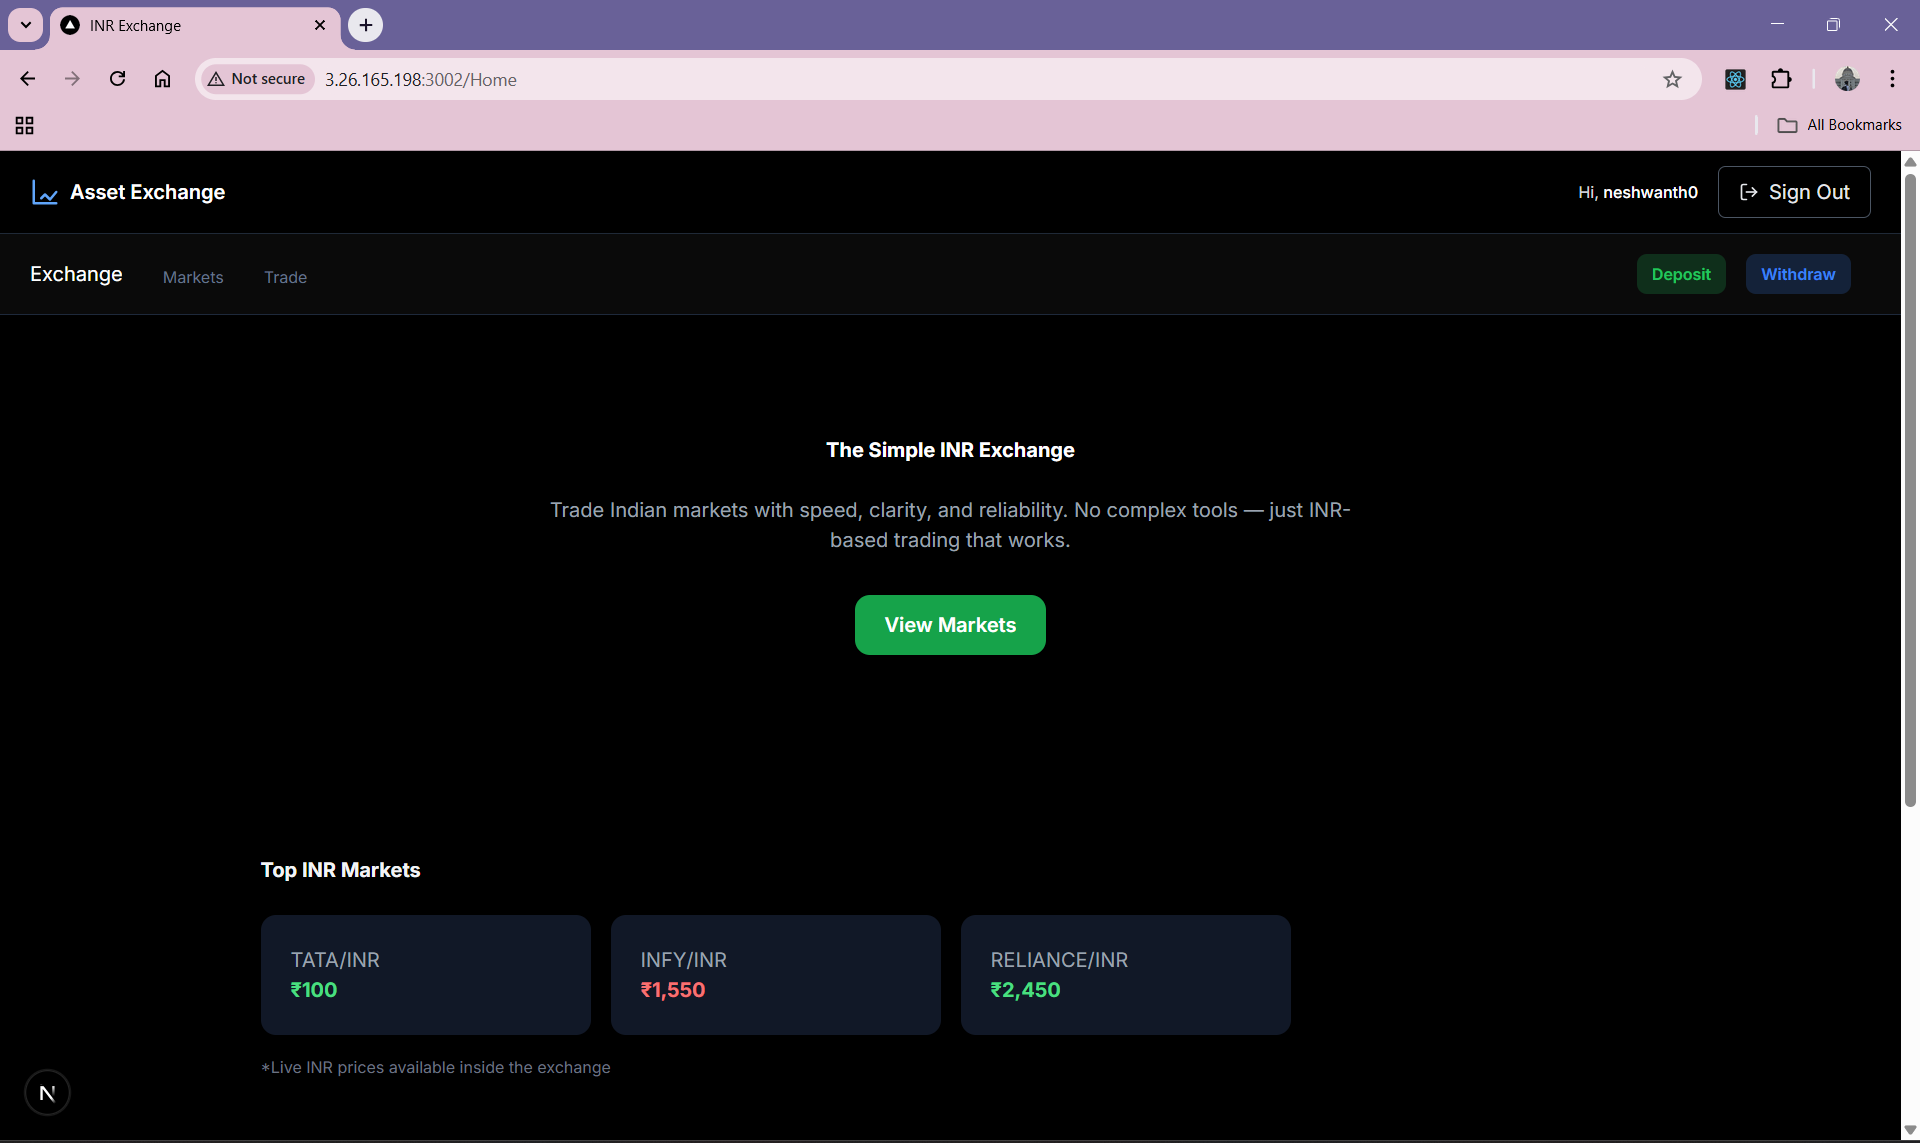 INR Exchange
Not secure
3.26.165.198:3002/Home
All Bookmarks
Asset Exchange
Hi, neshwanth0
Sign Out
Exchange
Markets
Trade
Deposit
Withdraw
The Simple INR Exchange
Trade Indian markets with speed, clarity, and reliability. No complex tools — just INR-
based trading that works.
View Markets
Top INR Markets
TATA/INR
₹100
INFY/INR
₹1,550
RELIANCE/INR
₹2,450
*Live INR prices available inside the exchange
N